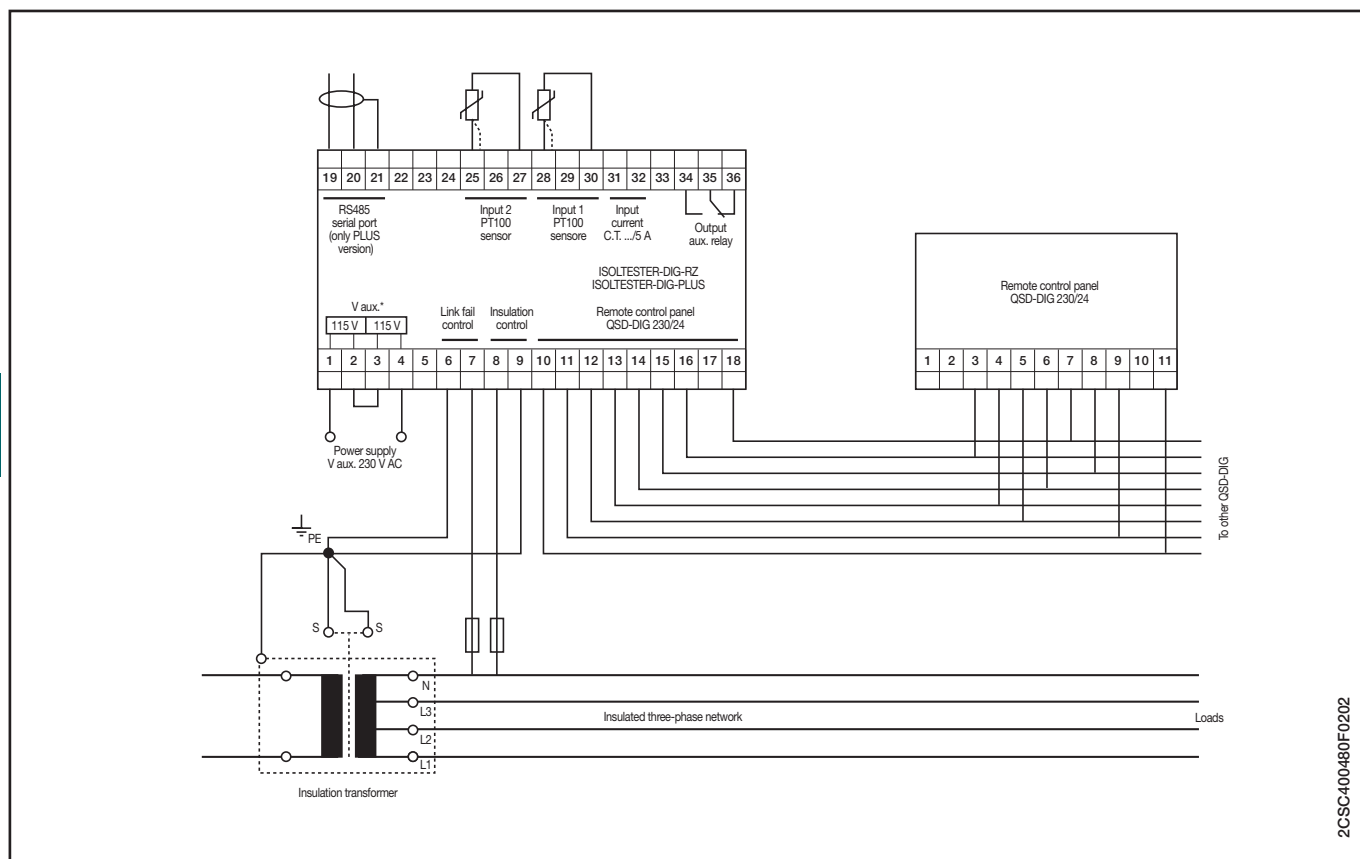 19 20 21 22 23 24 25 26 27 28 29 30 31 32 33 34 35 36
RS485
serial port
(only PLUS
version)
Input 2
PT100
sensor
Input 1
PT100
sensore
Input
current
C.T. .../5 A
Output
aux. relay
ISOLTESTER-DIG-RZ
ISOLTESTER-DIG-PLUS
V aux.*
115 V 115 V
Link fail
control
Insulation
control
Remote control panel
QSD-DIG 230/24
1 2 3 4 5 6 7 8 9 10 11 12 13 14 15 16 17 18
Remote control panel
QSD-DIG 230/24
1 2 3 4 5 6 7 8 9 10 11
Power supply
V aux. 230 V AC
To other QSD-DIG
PE
S S
N
L3
L2
L1
Insulated three-phase network
Loads
Insulation transformer
2CSC400480F0202